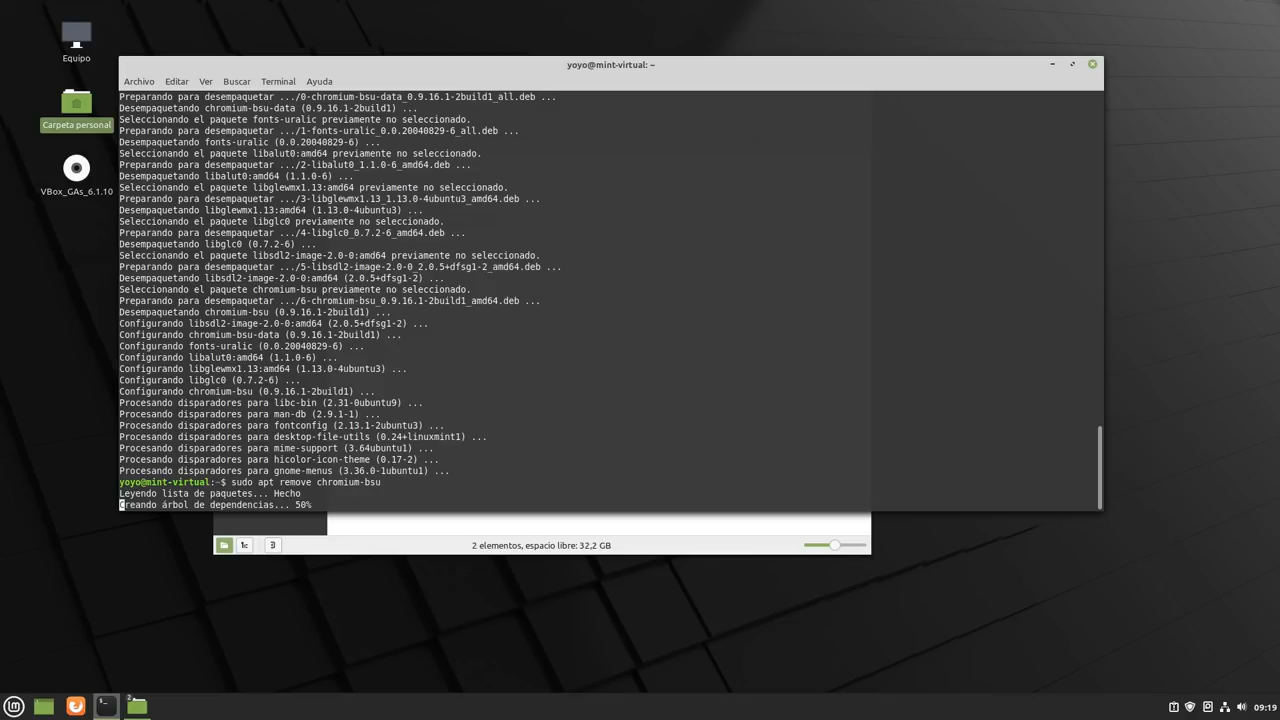 Equipo
Carpeta personal
VBox_GAs_6.1.10
yoyo@mint-virtual: ~
Archivo Editar Ver Buscar Terminal Ayuda
Preparando para desempaquetar .../0-chromium-bsu-data_0.9.16.1-2build1_all.deb ...
Desempaquetando chromium-bsu-data (0.9.16.1-2build1) ...
Seleccionando el paquete fonts-uralic previamente no seleccionado.
Preparando para desempaquetar .../1-fonts-uralic_0.0.20040829-6_all.deb ...
Desempaquetando fonts-uralic (0.0.20040829-6) ...
Seleccionando el paquete libalut0:amd64 previamente no seleccionado.
Preparando para desempaquetar .../2-libalut0_1.1.0-6_amd64.deb ...
Desempaquetando libalut0:amd64 (1.1.0-6) ...
Seleccionando el paquete libglewmx1.13:amd64 previamente no seleccionado.
Preparando para desempaquetar .../3-libglewmx1.13_1.13.0-4ubuntu3_amd64.deb ...
Desempaquetando libglewmx1.13:amd64 (1.13.0-4ubuntu3) ...
Seleccionando el paquete libglc0 previamente no seleccionado.
Preparando para desempaquetar .../4-libglc0_0.7.2-6_amd64.deb ...
Desempaquetando libglc0 (0.7.2-6) ...
Seleccionando el paquete libsdl2-image-2.0-0:amd64 previamente no seleccionado.
Preparando para desempaquetar .../5-libsdl2-image-2.0-0_2.0.5+dfsg1-2_amd64.deb ...
Desempaquetando libsdl2-image-2.0-0:amd64 (2.0.5+dfsg1-2) ...
Seleccionando el paquete chromium-bsu previamente no seleccionado.
Preparando para desempaquetar .../6-chromium-bsu_0.9.16.1-2build1_amd64.deb ...
Desempaquetando chromium-bsu (0.9.16.1-2build1) ...
Configurando libsdl2-image-2.0-0:amd64 (2.0.5+dfsg1-2) ...
Configurando chromium-bsu-data (0.9.16.1-2build1) ...
Configurando fonts-uralic (0.0.20040829-6) ...
Configurando libalut0:amd64 (1.1.0-6) ...
Configurando libglewmx1.13:amd64 (1.13.0-4ubuntu3) ...
Configurando libglc0 (0.7.2-6) ...
Configurando chromium-bsu (0.9.16.1-2build1) ...
Procesando disparadores para libc-bin (2.31-0ubuntu9) ...
Procesando disparadores para man-db (2.9.1-1) ...
Procesando disparadores para fontconfig (2.13.1-2ubuntu3) ...
Procesando disparadores para desktop-file-utils (0.24+linuxmint1) ...
Procesando disparadores para mime-support (3.64ubuntu1) ...
Procesando disparadores para hicolor-icon-theme (0.17-2) ...
Procesando disparadores para gnome-menus (3.36.0-1ubuntu1) ...
yoyo@mint-virtual:~$ sudo apt remove chromium-bsu
Leyendo lista de paquetes... Hecho
Creando árbol de dependencias... 50%
2 elementos, espacio libre: 32,2 GB
2
09:19